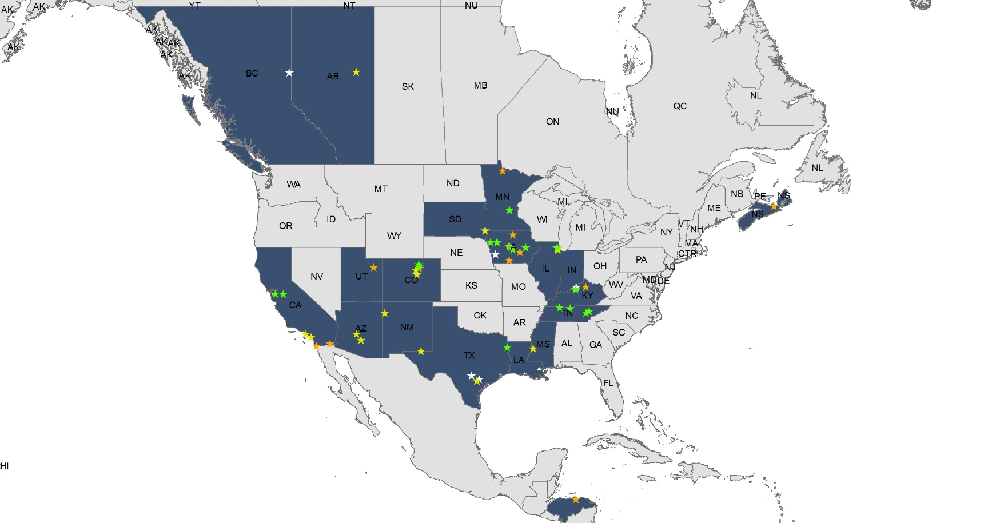 AK
AK
YT
NT
NU
AK
AK
AK
AK
AK
AK
BC
AB
SK
MB
ON
NU
QC
NL
NL
WA
MT
ND
MN
MI
NB
PE
NS
NS
ME
OR
ID
SD
WI
MI
WY
NY
VT
NH
MA
CT
RI
NE
IA
PA
OH
NJ
NV
UT
CO
KS
MO
IL
IN
WV
MD
DE
VA
KY
CA
OK
AR
TN
NC
AZ
NM
SC
TX
LA
MS
AL
GA
FL
HI